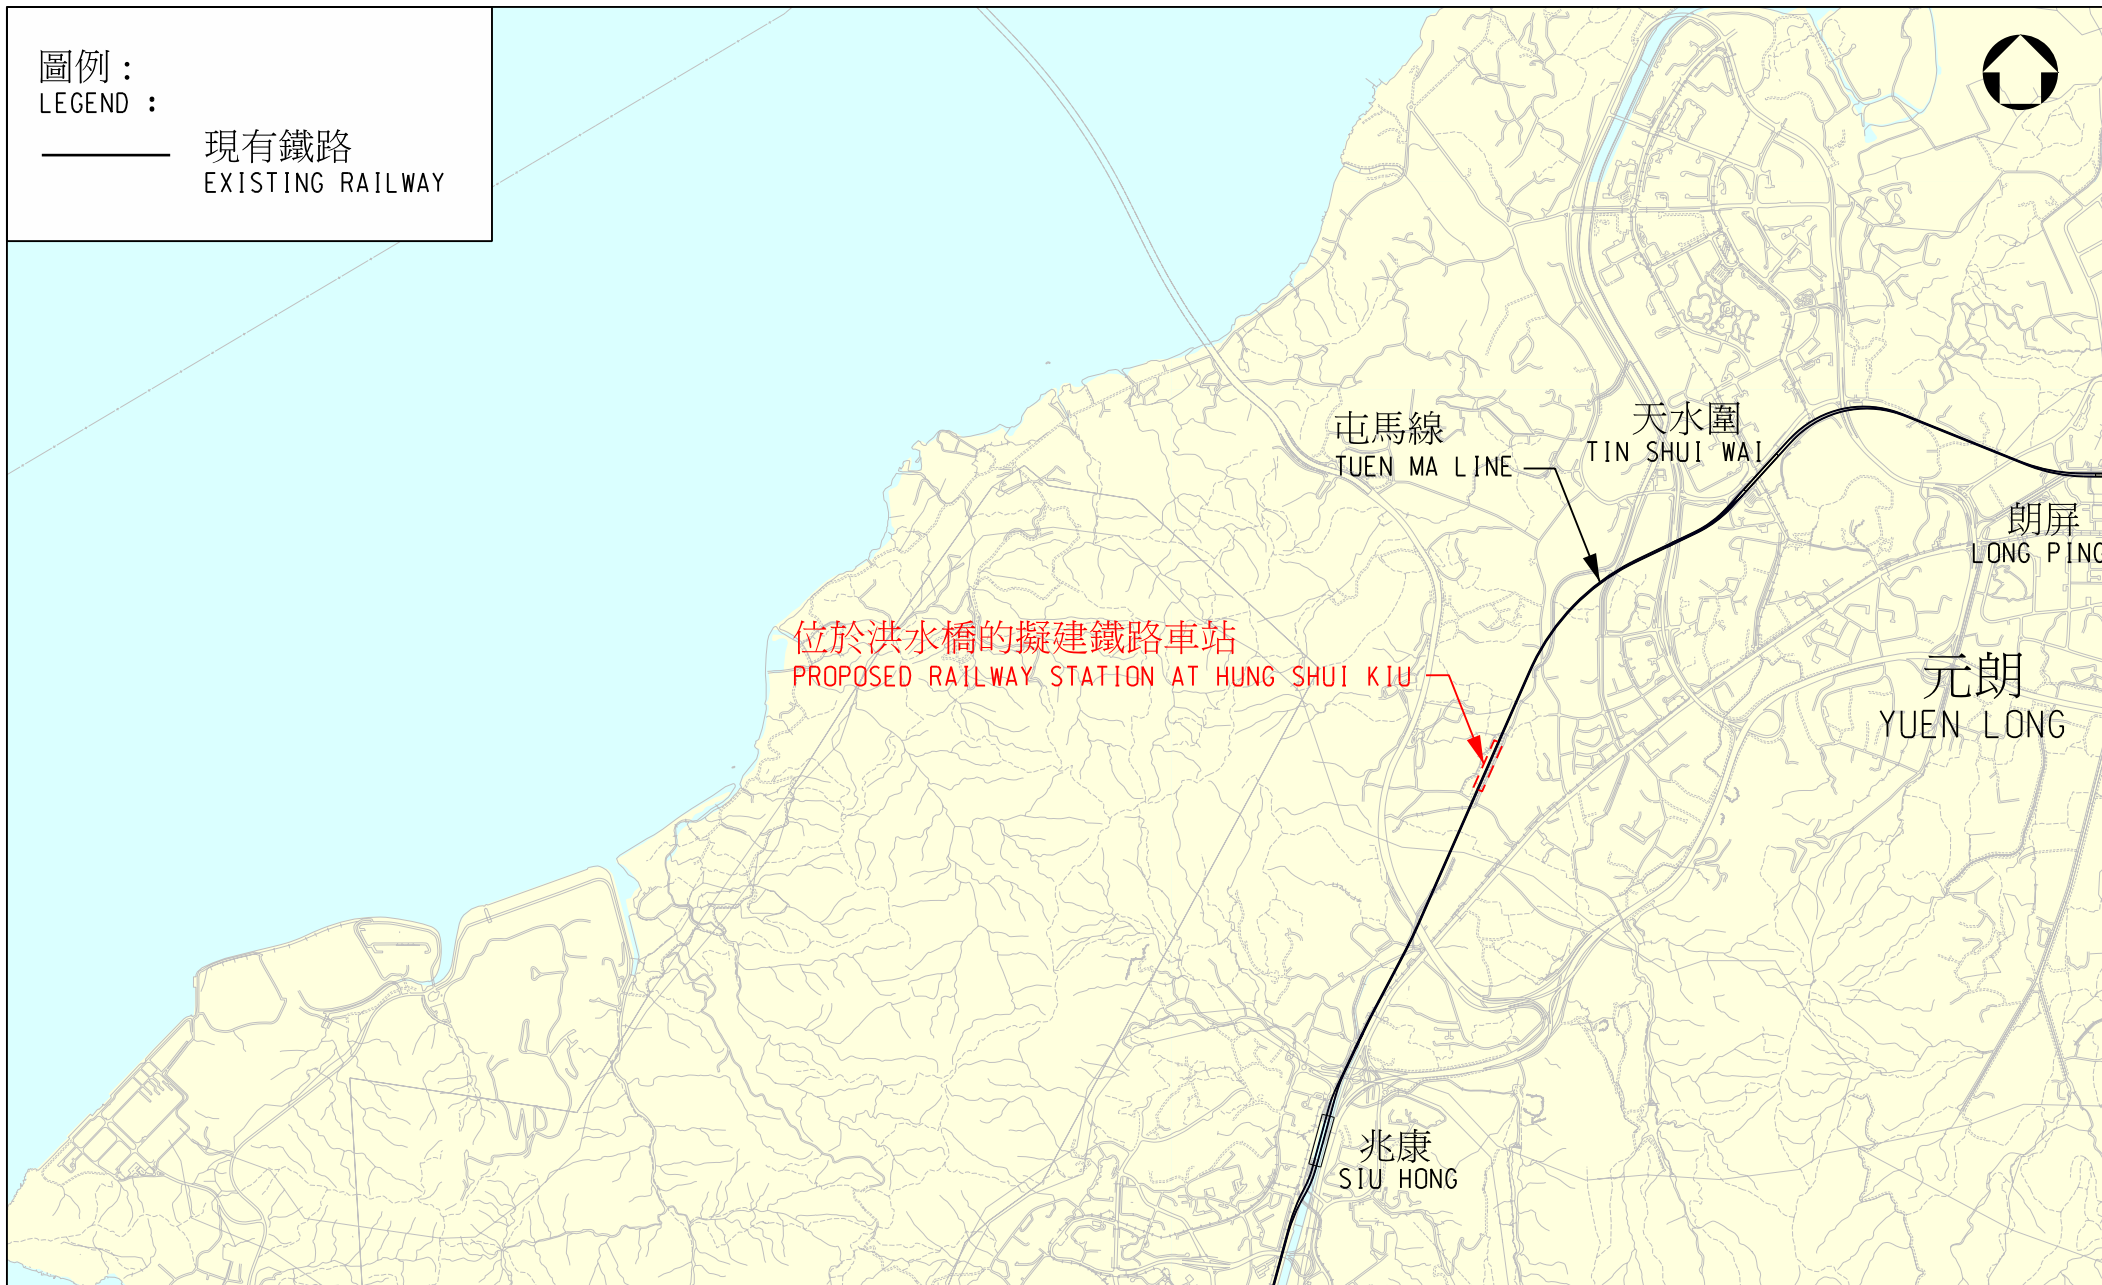 圖例：
LEGEND :
現有鐵路
EXISTING RAILWAY
屯馬線
TUEN MA LINE
天水圍
TIN SHUI WAI
朗屏
LONG PING
位於洪水橋的擬建鐵路車站
PROPOSED RAILWAY STATION AT HUNG SHUI KIU
元朗
YUEN LONG
兆康
SIU HONG